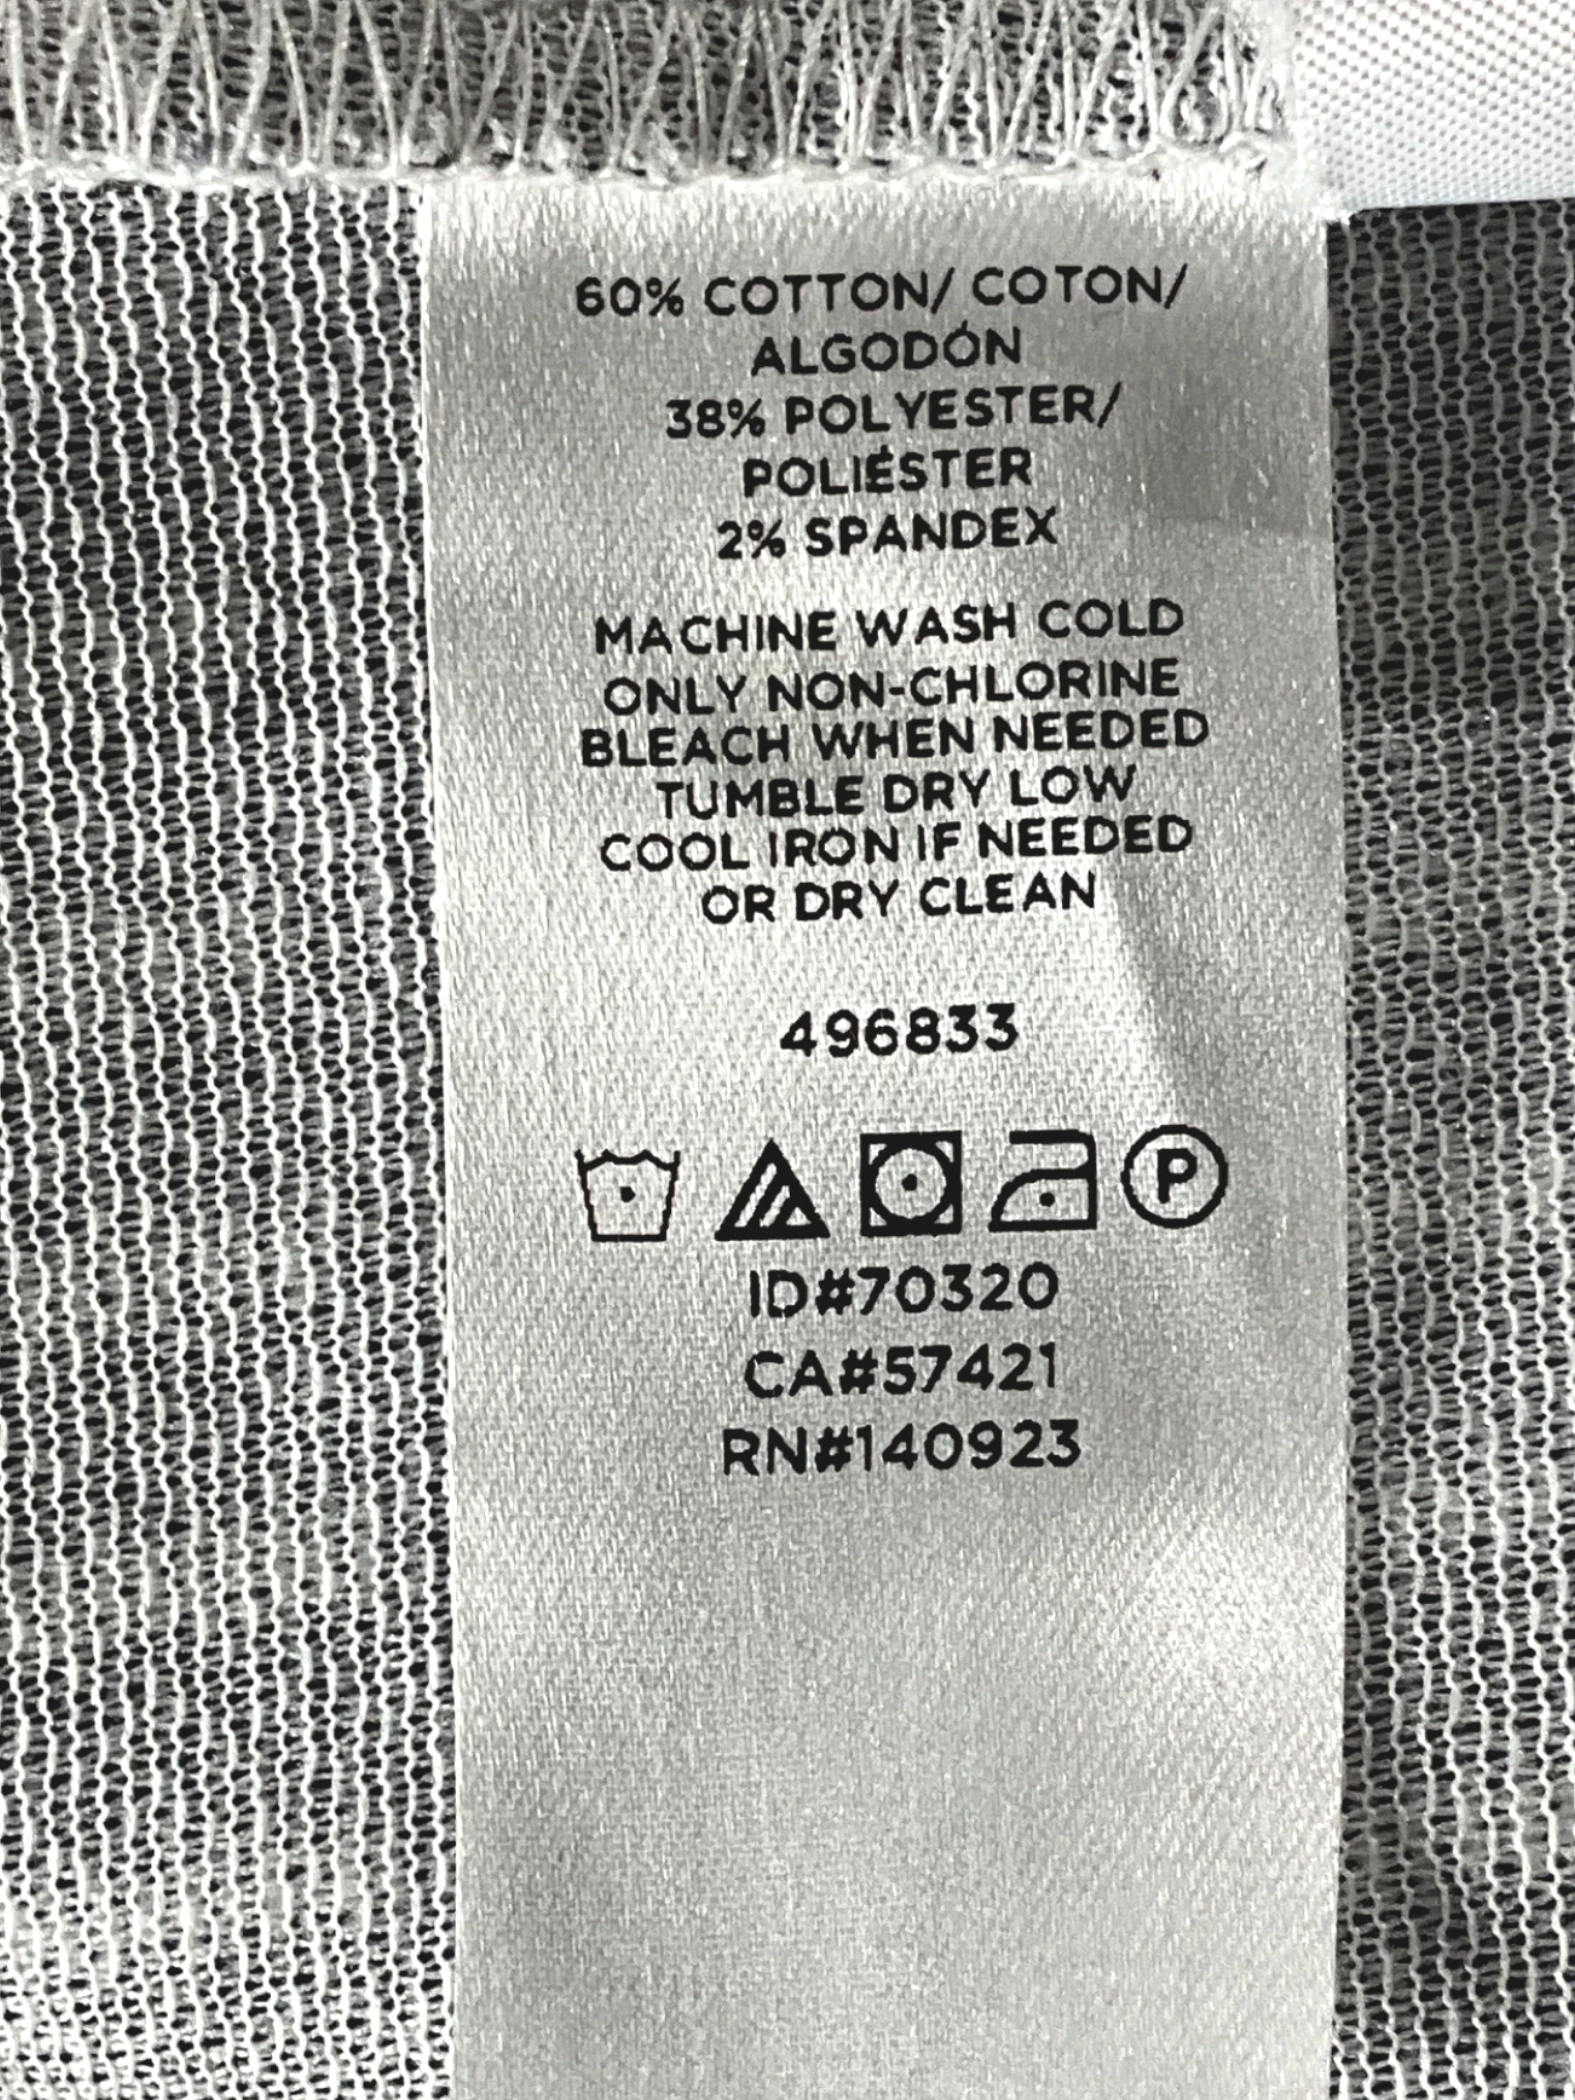 60% COTTON/ COTON/
ALGODÓN
38% POLYESTER/
POLIÉSTER
2% SPANDEX
MACHINE WASH COLD
ONLY NON-CHLORINE
BLEACH WHEN NEEDED
TUMBLE DRY LOW
COOL IRON IF NEEDED
OR DRY CLEAN
496833
P
ID#70320
CA#57421
RN#140923